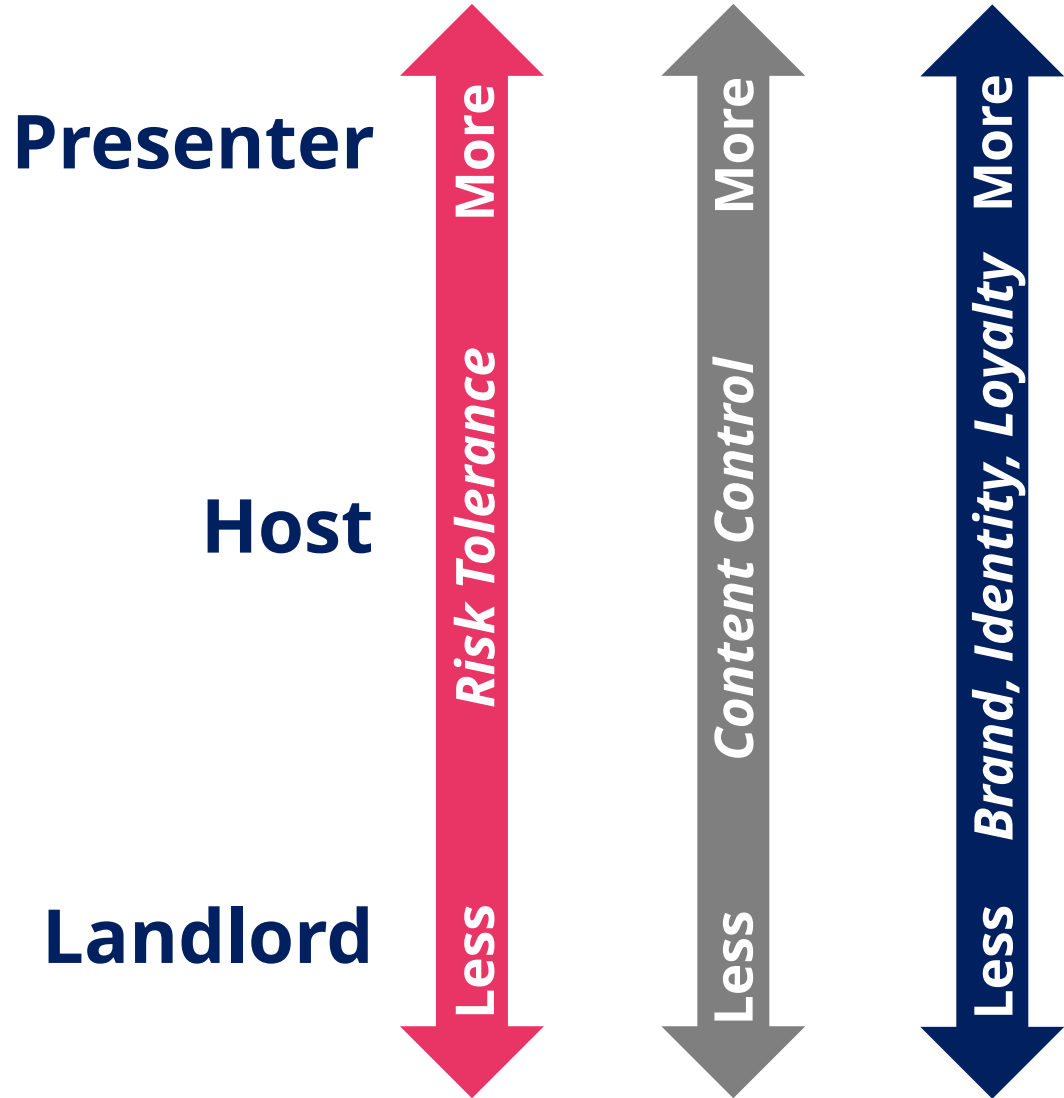 Presenter
Host
Landlord
More
Risk Tolerance
Less
More
Content Control
Less
More
Brand, Identity, Loyalty
Less